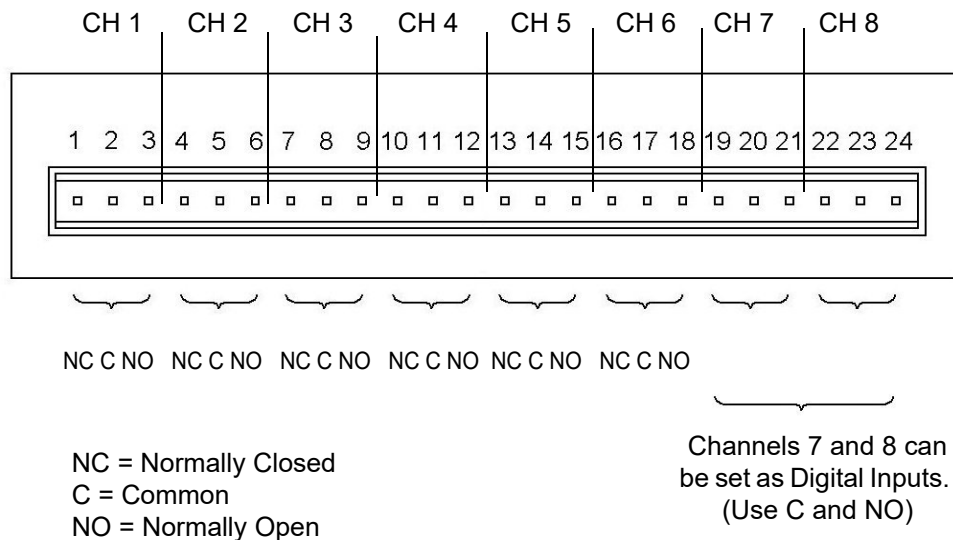 CH 1 CH 2 CH 3 CH 4 CH 5 CH 6 CH 7 CH 8
1 2 3 4 5 6 7 8 9 10 11 12 13 14 15 16 17 18 19 20 21 22 23 24
NC C NO NC C NO NC C NO NC C NO NC C NO NC C NO
NC = Normally Closed
C = Common
NO = Normally Open
Channels 7 and 8 can
be set as Digital Inputs.
(Use C and NO)